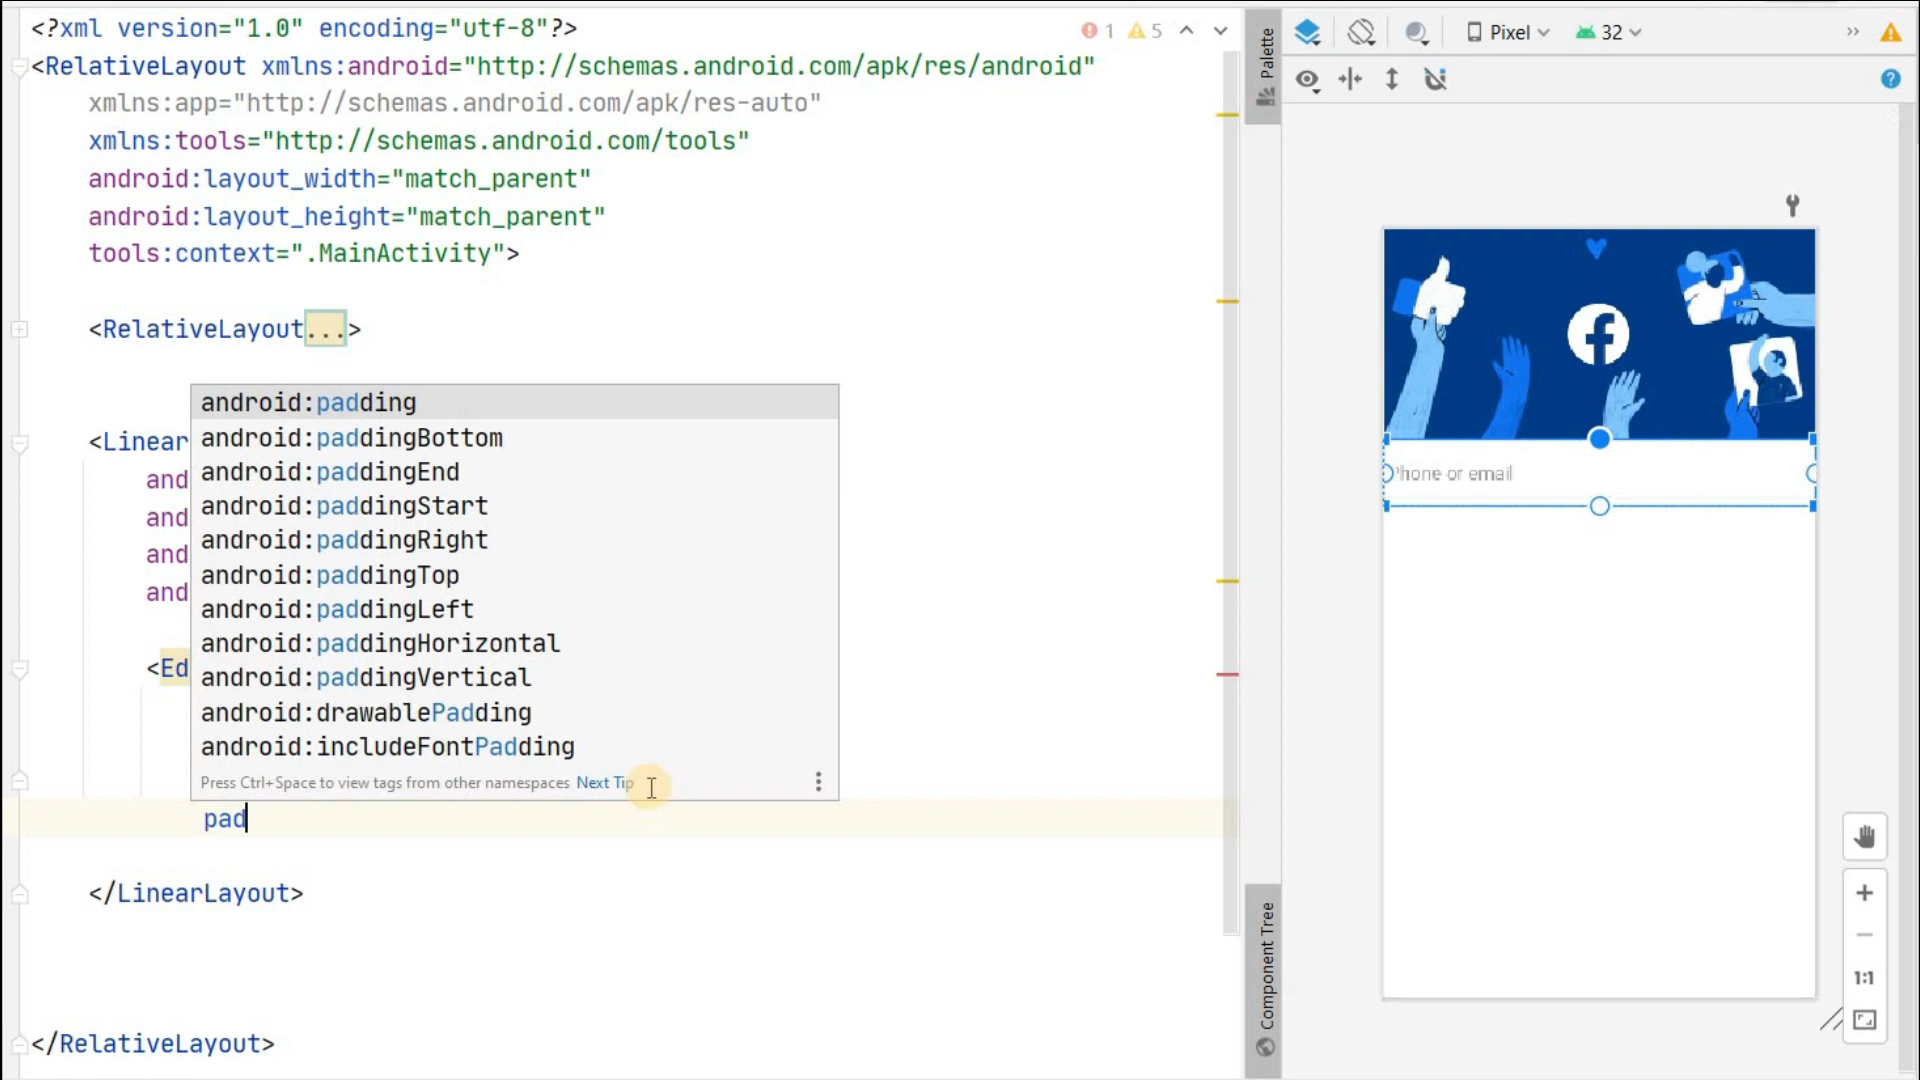 <?xml version="1.0" encoding="utf-8"?>
1 5
<RelativeLayout xmlns:android="http://schemas.android.com/apk/res/android"
xmlns:app="http://schemas.android.com/apk/res-auto"
xmlns:tools="http://schemas.android.com/tools"
android:layout_width="match_parent"
android:layout_height="match_parent"
tools:context=".MainActivity">
<RelativeLayout...>
<Linear
and
and
and
and
<Ed
android:padding
android:paddingBottom
android:paddingEnd
android:paddingStart
android:paddingRight
android:paddingTop
android:paddingLeft
android:paddingHorizontal
android:paddingVertical
android:drawablePadding
android:includeFontPadding
Press Ctrl+Space to view tags from other namespaces Next Tip
pad
</LinearLayout>
</RelativeLayout>
Palette
Component Tree
Pixel 32
Phone or email
1:1